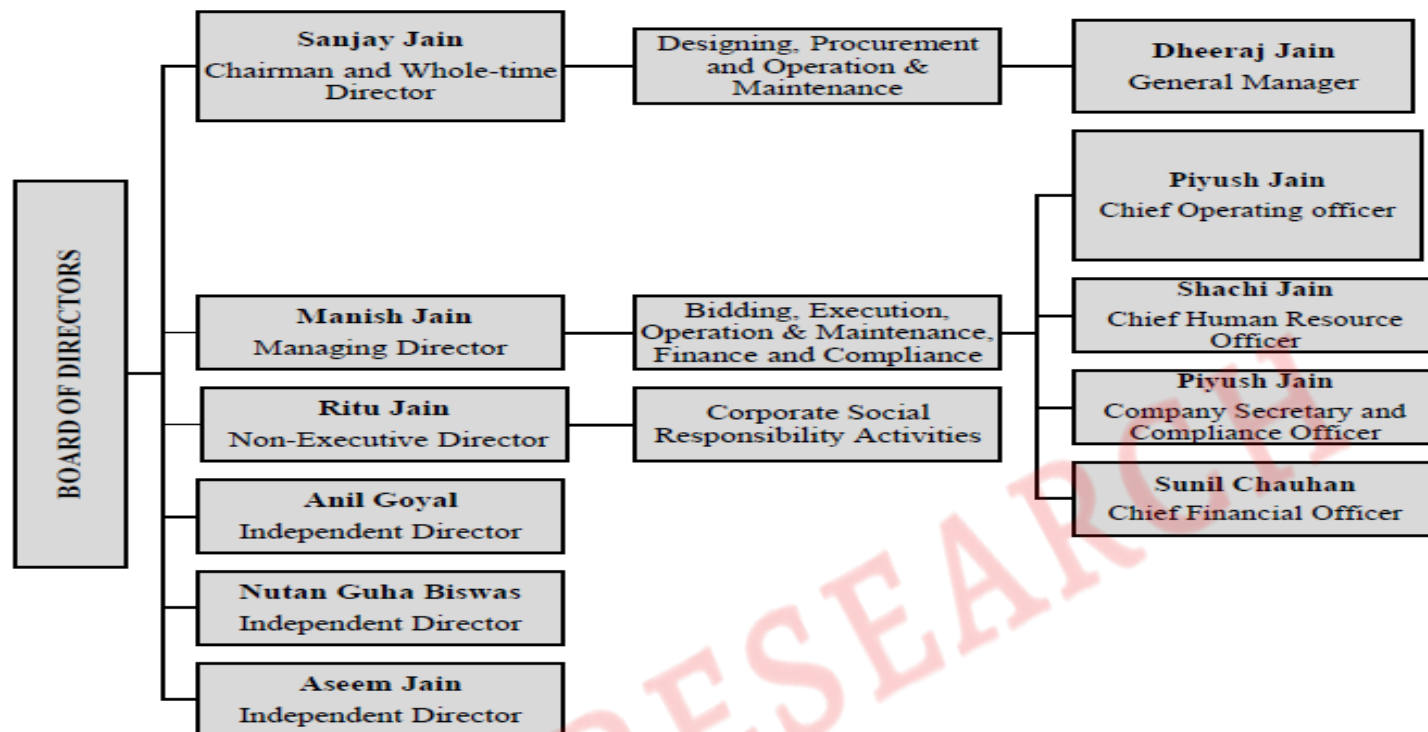 BOARD OF DIRECTORS
Sanjay Jain
Chairman and Whole-time
Director
Designing, Procurement
and Operation &
Maintenance
Dheeraj Jain
General Manager
Manish Jain
Managing Director
Bidding, Execution,
Operation & Maintenance,
Finance and Compliance
Piyush Jain
Chief Operating officer
Shachi Jain
Chief Human Resource
Officer
Piyush Jain
Company Secretary and
Compliance Officer
Sunil Chauhan
Chief Financial Officer
Ritu Jain
Non-Executive Director
Corporate Social
Responsibility Activities
Anil Goyal
Independent Director
Nutan Guha Biswas
Independent Director
Aseem Jain
Independent Director
RESEARCH